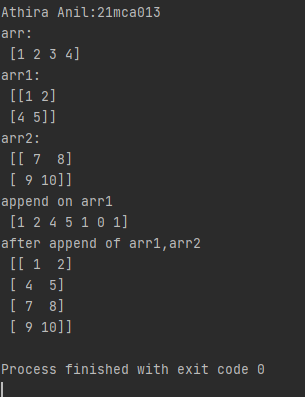 Athira Anil:21mca013
arr:
 [1 2 3 4]
arr1:
 [[1 2]
 [4 5]]
arr2:
 [[ 7  8]
 [ 9 10]]
append on arr1
 [1 2 4 5 1 0 1]
after append of arr1,arr2
 [[ 1  2]
 [ 4  5]
 [ 7  8]
 [ 9 10]]
Process finished with exit code 0